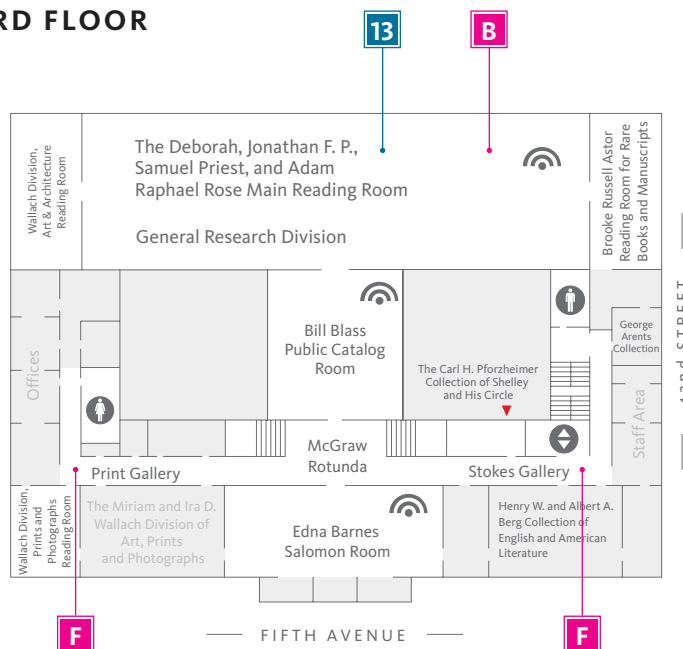 RD FLOOR
13
B
The Deborah, Jonathan F. P.,
Samuel Priest, and Adam
Raphael Rose Main Reading Room
General Research Division
Wallach Division,
Art & Architecture
Reading Room
Brooke Russell Astor
Reading Room for Rare
Books and Manuscripts
Bill Blass
Public Catalog
Room
George
Arents
Collection
The Carl H. Pforzheimer
Collection of Shelley
and His Circle
Offices
Staff Area
42nd STREET
McGraw
Rotunda
Print Gallery
Stokes Gallery
Wallach Division,
Prints and
Photographs
Reading Room
The Miriam and Ira D.
Wallach Division of
Art, Prints
and Photographs
Edna Barnes
Salomon Room
Henry W. and Albert A.
Berg Collection of
English and American
Literature
F
FIFTH AVENUE
F